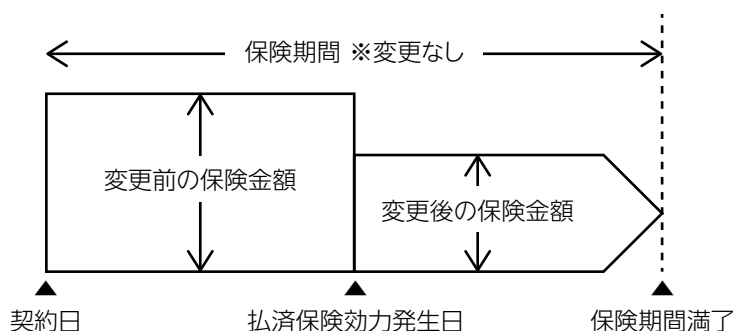 保険期間 ※変更なし
変更前の保険金額
変更後の保険金額
契約日
払済保険効力発生日
保険期間満了